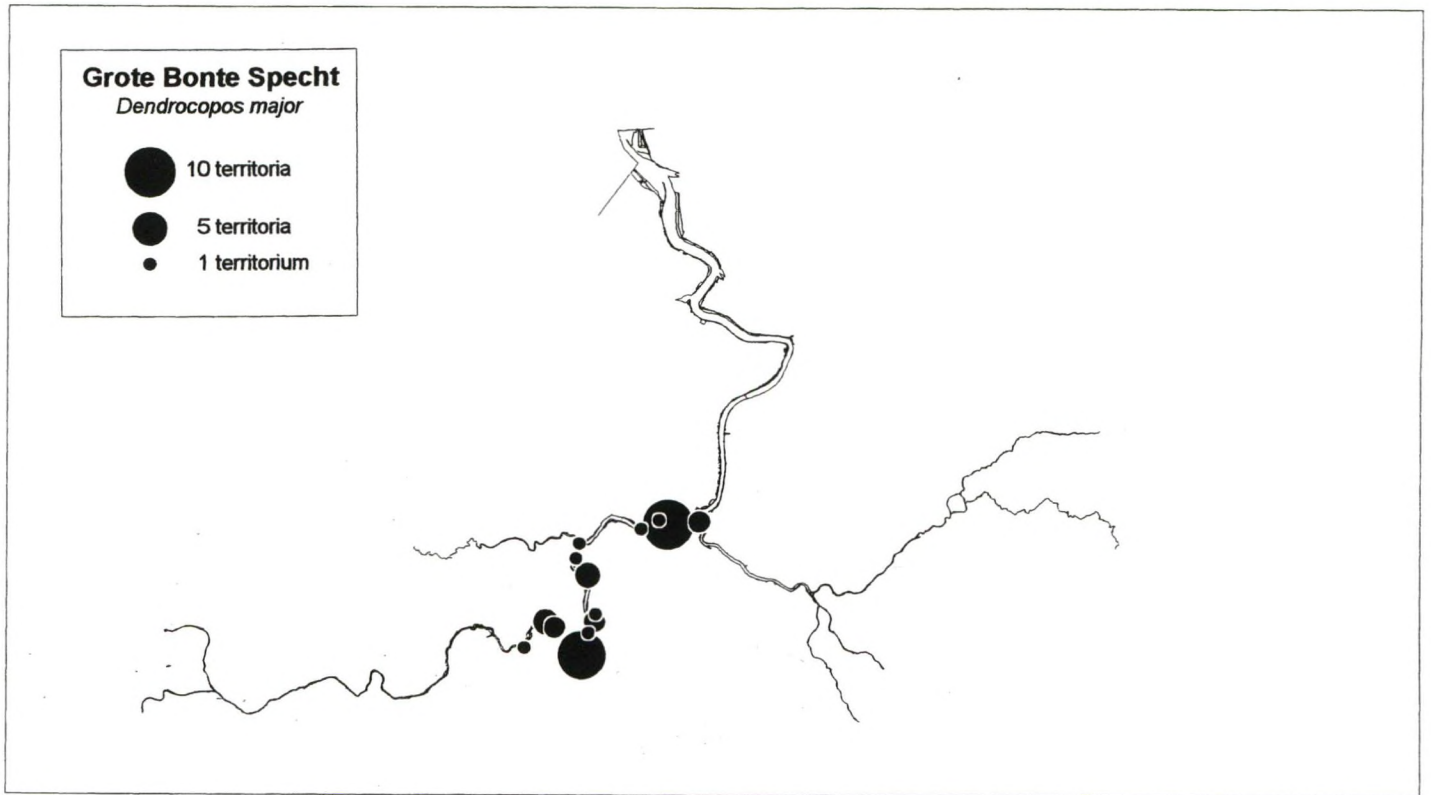 Grote Bonte Specht
Dendrocopos major
10 territoria
5 territoria
1 territorium